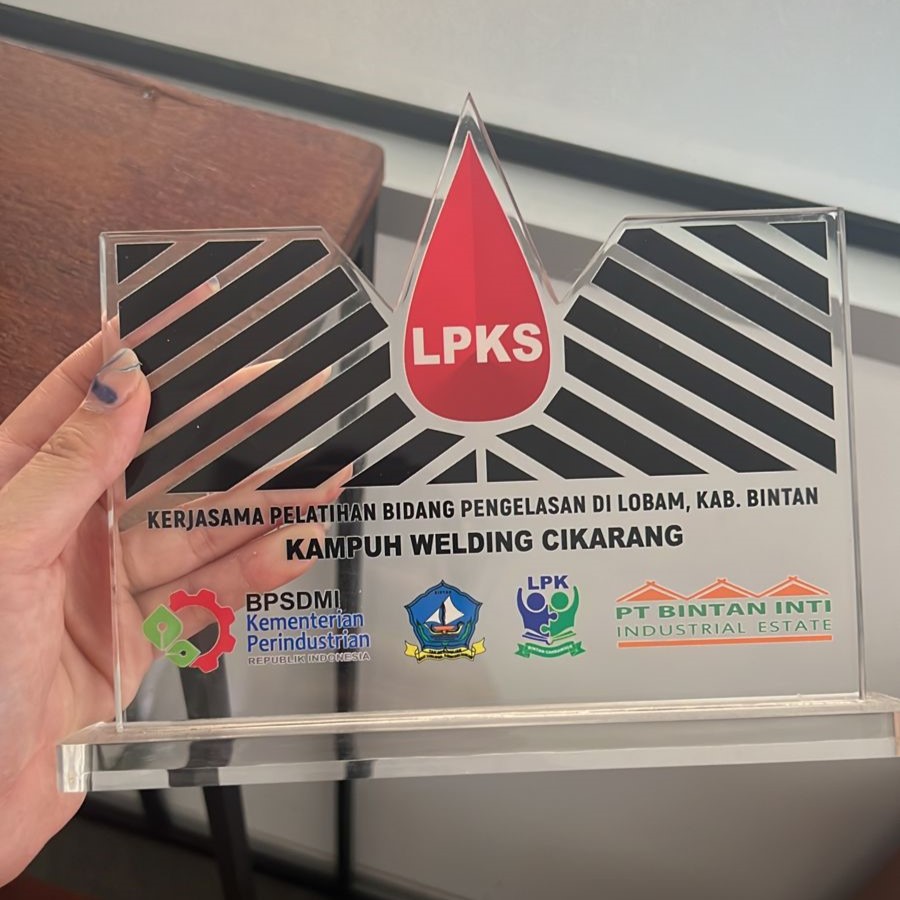 LPKS
KERJASAMA PELATIHAN BIDANG PENGELASAN DI LOBAM, KAB. BINTAN
KAMPUH WELDING CIKARANG
BPSDMI
Kementerian
Perindustrian
REPUBLIK INDONESIA
BINTAN
LPK
PT BINTAN INTI
INDUSTRIAL ESTATE